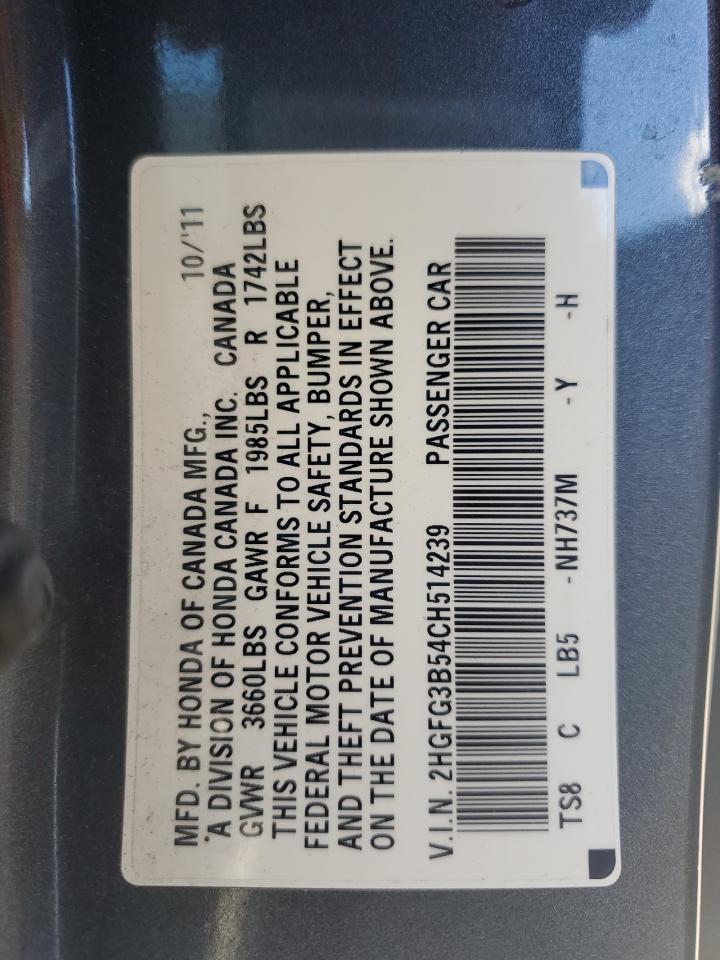 MFD. BY HONDA OF CANADA MFG., 10/'11
A DIVISION OF HONDA CANADA INC. CANADA
GVWR 3660LBS GAWR F 1985LBS R 1742LBS
THIS VEHICLE CONFORMS TO ALL APPLICABLE
FEDERAL MOTOR VEHICLE SAFETY, BUMPER,
AND THEFT PREVENTION STANDARDS IN EFFECT
ON THE DATE OF MANUFACTURE SHOWN ABOVE.
V.I.N. 2HGFG3B54CH514239 PASSENGER CAR
TS8 C LB5 -NH737M -Y -H